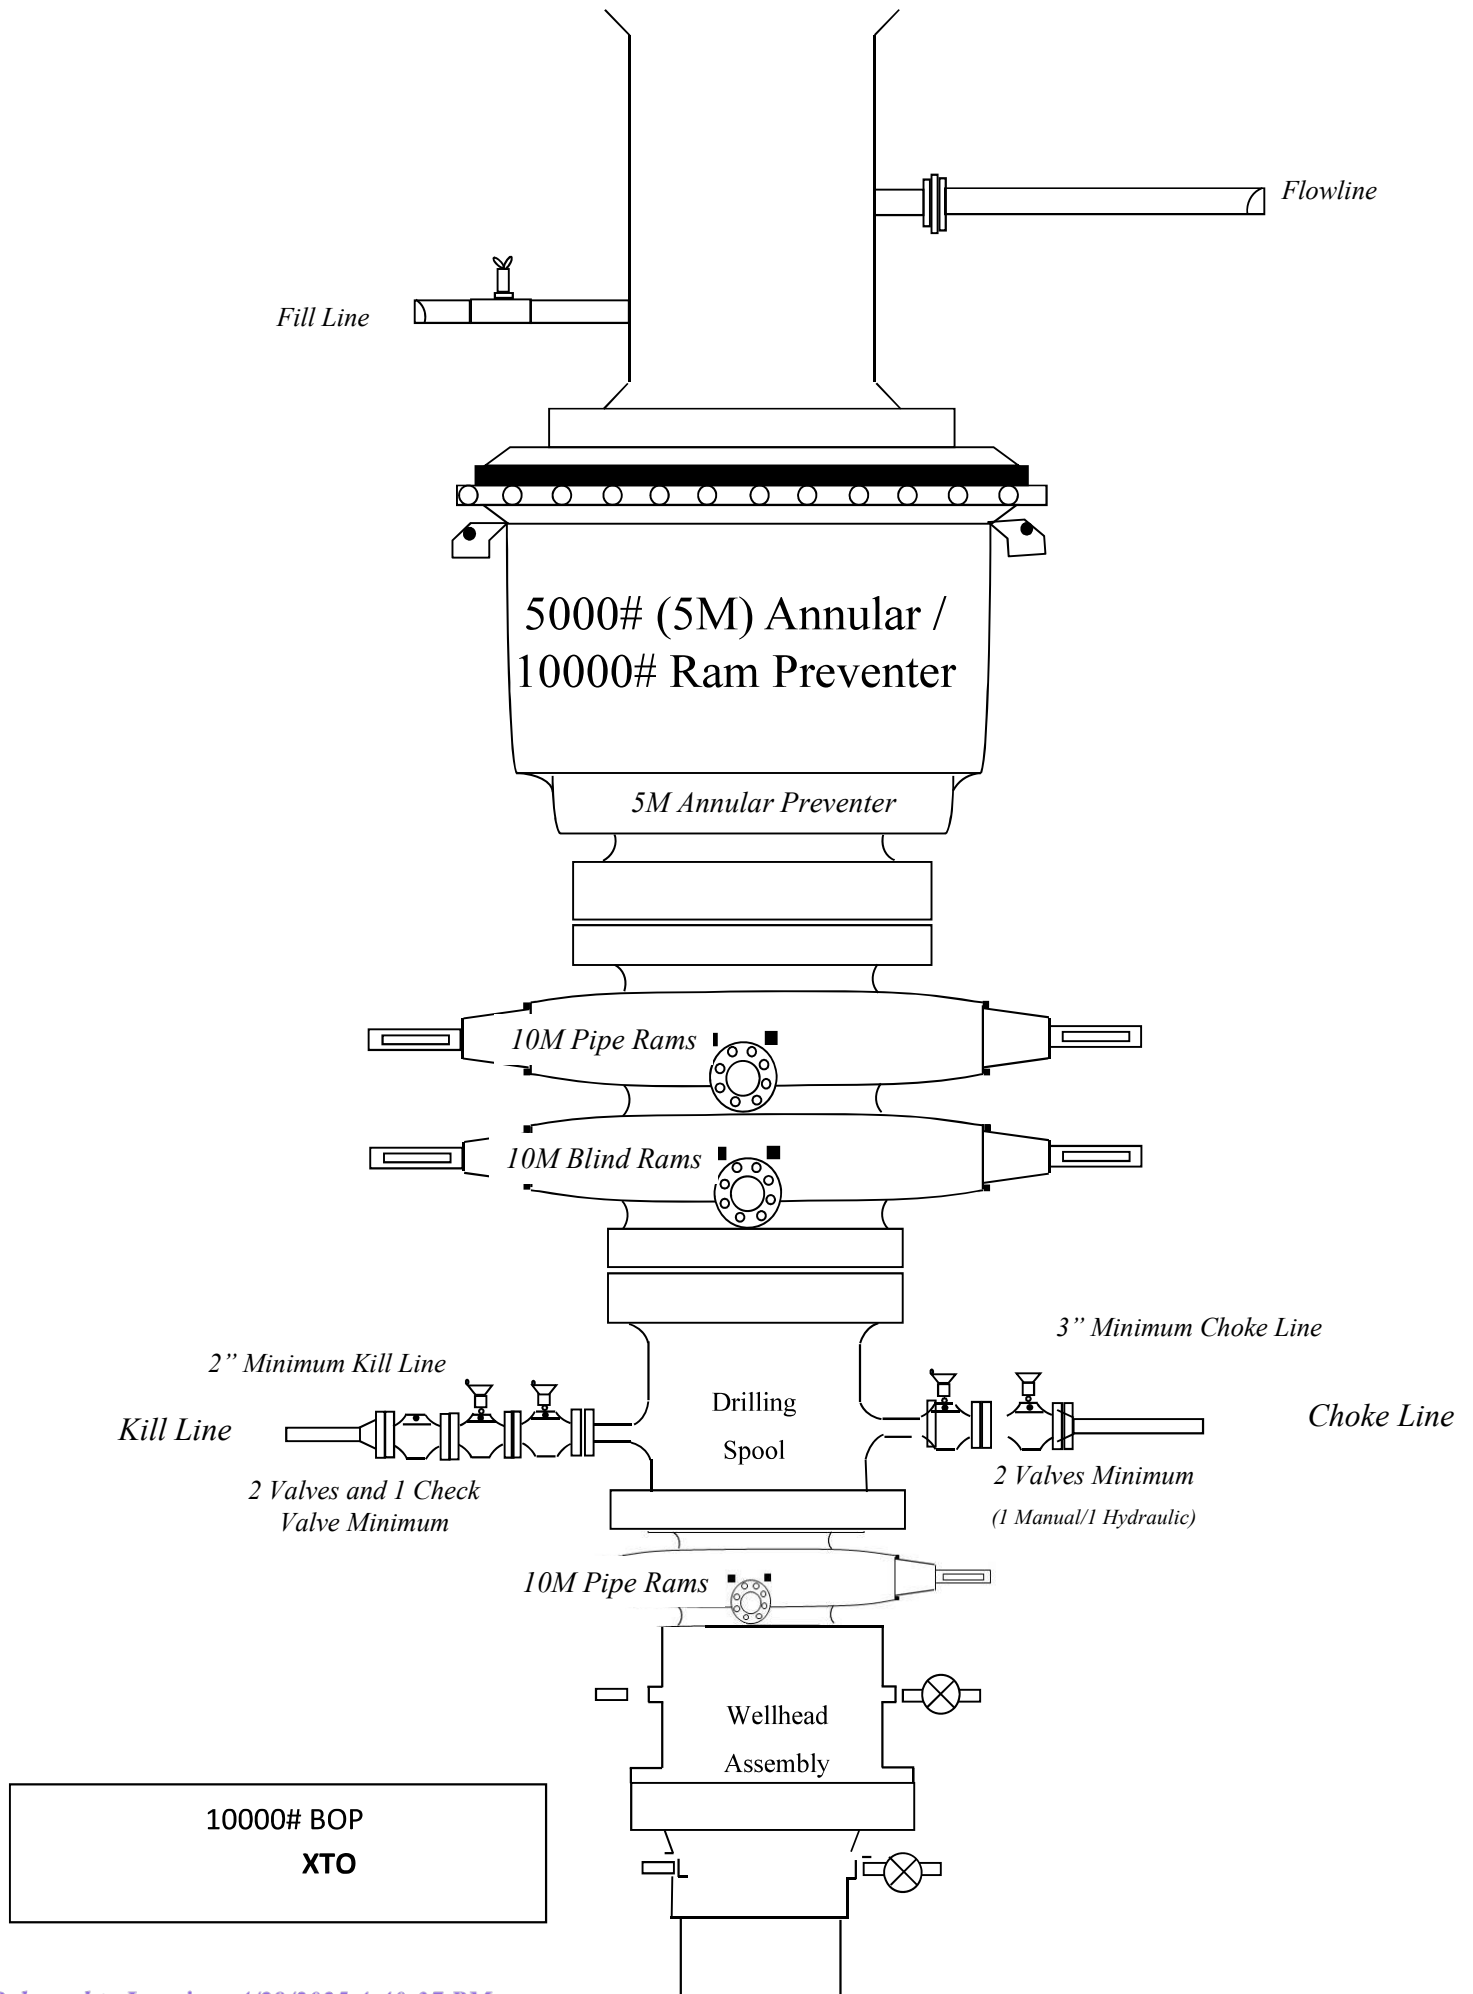 Flowline
Fill Line
5000# (5M) Annular /
10000# Ram Preventer
5M Annular Preventer
10M Pipe Rams
10M Blind Rams
3” Minimum Choke Line
2” Minimum Kill Line
Drilling
Spool
Kill Line
Choke Line
2 Valves and 1 Check
Valve Minimum
2 Valves Minimum
(1 Manual/1 Hydraulic)
10M Pipe Rams
Wellhead
Assembly
10000# BOP
XTO